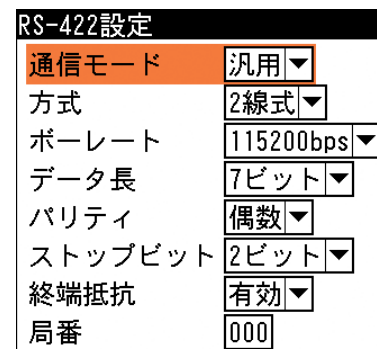 RS-422設定
通信モード 汎用▼
方式 2線式▼
ボーレート 115200bps▼
データ長 7ビット▼
パリティ 偶数▼
ストップビット 2ビット▼
終端抵抗 有効▼
局番 000